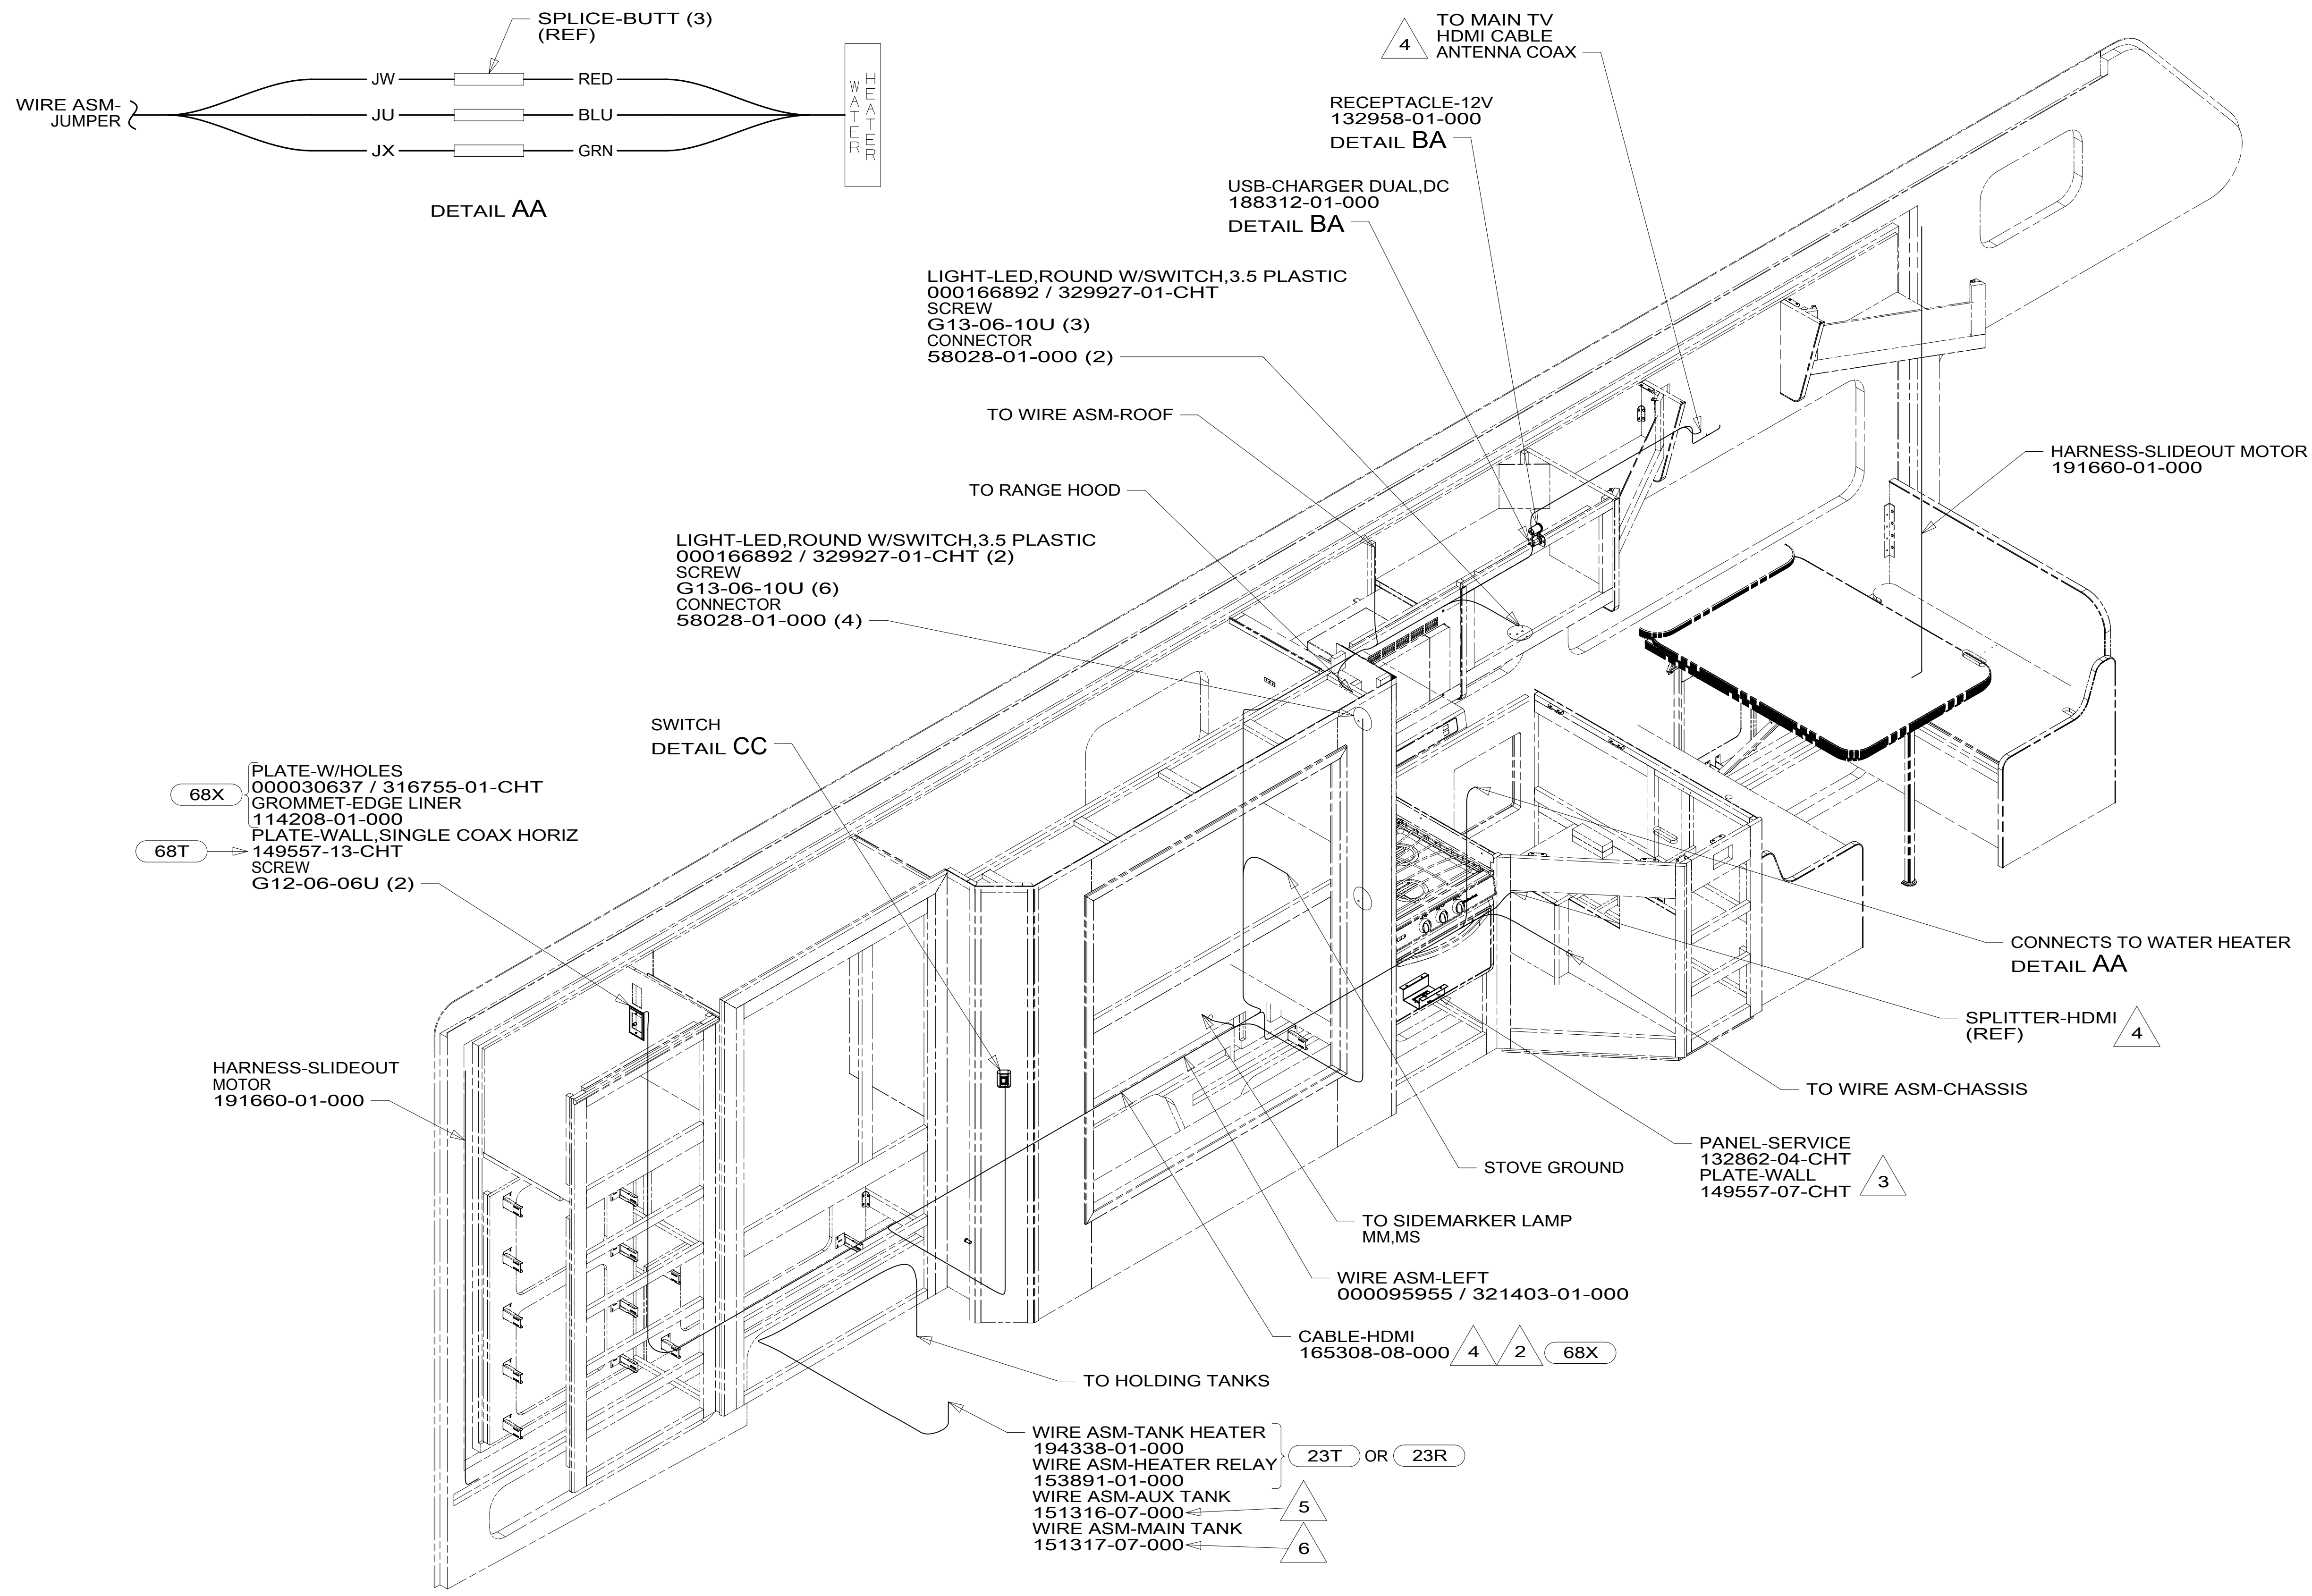 SPLICE-BUTT (3)
(REF)
WIRE ASM-
JUMPER
JW
RED
JU
BLU
JX
GRN
WATER
HEATER
DETAIL AA
4
TO MAIN TV
HDMI CABLE
ANTENNA COAX
RECEPTACLE-12V
132958-01-000
DETAIL BA
USB-CHARGER DUAL,DC
188312-01-000
DETAIL BA
LIGHT-LED,ROUND W/SWITCH,3.5 PLASTIC
000166892 / 329927-01-CHT
SCREW
G13-06-10U (3)
CONNECTOR
58028-01-000 (2)
TO WIRE ASM-ROOF
TO RANGE HOOD
HARNESS-SLIDEOUT MOTOR
191660-01-000
LIGHT-LED,ROUND W/SWITCH,3.5 PLASTIC
000166892 / 329927-01-CHT (2)
SCREW
G13-06-10U (6)
CONNECTOR
58028-01-000 (4)
SWITCH
DETAIL CC
68X
PLATE-W/HOLES
000030637 / 316755-01-CHT
GROMMET-EDGE LINER
114208-01-000
68T
PLATE-WALL,SINGLE COAX HORIZ
149557-13-CHT
SCREW
G12-06-06U (2)
HARNESS-SLIDEOUT
MOTOR
191660-01-000
CONNECTS TO WATER HEATER
DETAIL AA
SPLITTER-HDMI
(REF)
4
TO WIRE ASM-CHASSIS
PANEL-SERVICE
132862-04-CHT
PLATE-WALL
149557-07-CHT
3
STOVE GROUND
TO SIDEMARKER LAMP
MM,MS
WIRE ASM-LEFT
000095955 / 321403-01-000
CABLE-HDMI
165308-08-000
4
2
68X
TO HOLDING TANKS
WIRE ASM-TANK HEATER
194338-01-000
WIRE ASM-HEATER RELAY
153891-01-000
23T OR 23R
WIRE ASM-AUX TANK
151316-07-000
5
WIRE ASM-MAIN TANK
151317-07-000
6